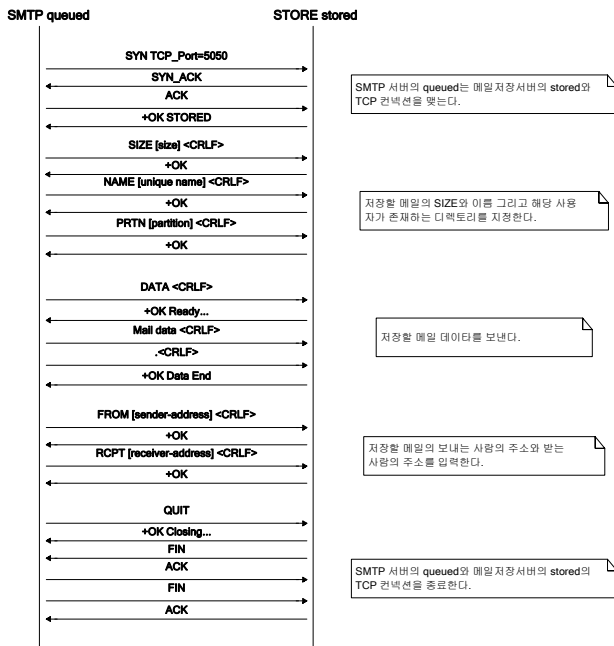 SMTP queued
STORE stored
SYN TCP_Port=5050
SYN_ACK
ACK
+OK STORED
SMTP 서버의 queued는 메일저장서버의 stored와
TCP 컨넥션을 맺는다.
SIZE [size] <CRLF>
+OK
NAME [unique name] <CRLF>
+OK
PRTN [partition] <CRLF>
+OK
저장할 메일의 SIZE와 이름 그리고 해당 사용
자가 존재하는 디렉토리를 지정한다.
DATA <CRLF>
+OK Ready...
Mail data <CRLF>
.<CRLF>
+OK Data End
저장할 메일 데이타를 보낸다.
FROM [sender-address] <CRLF>
+OK
RCPT [receiver-address] <CRLF>
+OK
저장할 메일의 보내는 사람의 주소와 받는
사람의 주소를 입력한다.
QUIT
+OK Closing...
FIN
ACK
FIN
ACK
SMTP 서버의 queued와 메일저장서버의 stored의
TCP 컨넥션을 종료한다.